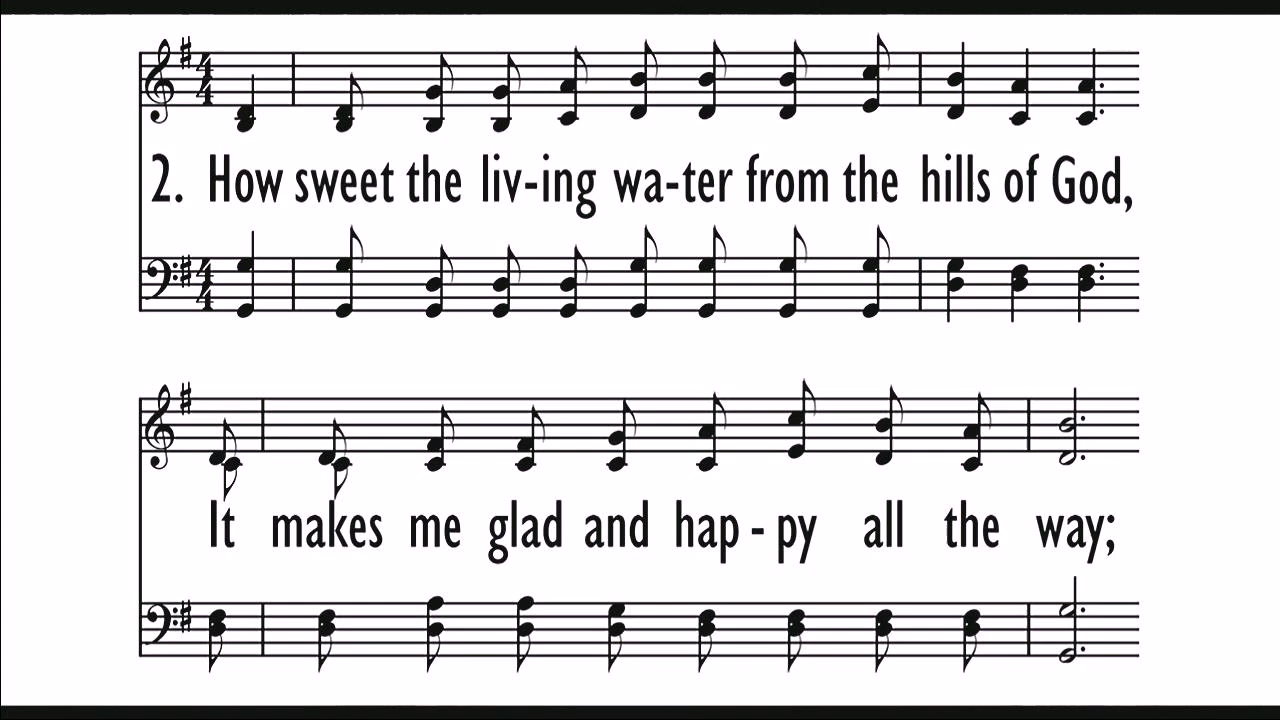 2. How sweet the liv-ing wa-ter from the hills of God,
It makes me glad and hap - py all the way;